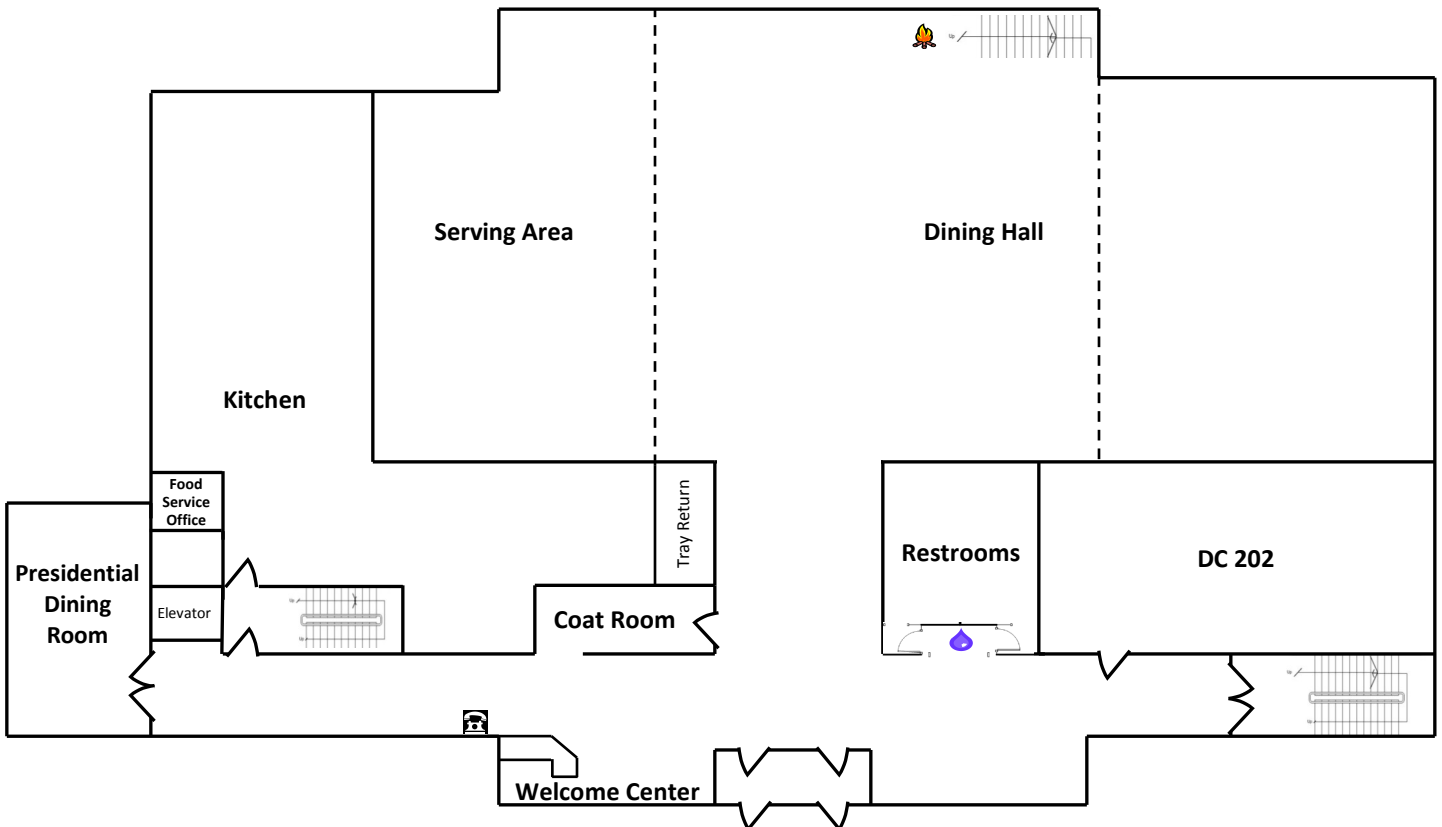 Up
Serving Area
Dining Hall
Kitchen
Food
Service
Office
Tray Return
Restrooms
DC 202
Presidential
Dining
Room
Elevator
Coat Room
Welcome Center